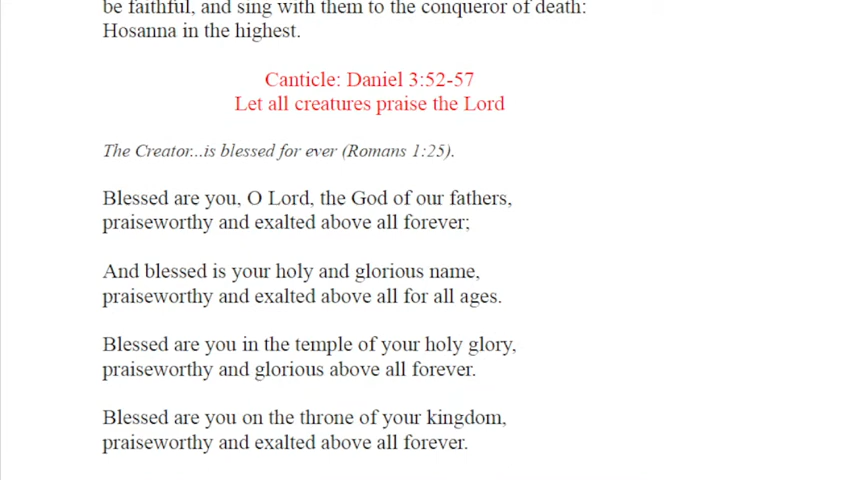 be faithful, and sing with them to the conqueror of death:
Hosanna in the highest.
Canticle: Daniel 3:52-57
Let all creatures praise the Lord
The Creator...is blessed for ever (Romans 1:25).
Blessed are you, O Lord, the God of our fathers,
praiseworthy and exalted above all forever;
And blessed is your holy and glorious name,
praiseworthy and exalted above all for all ages.
Blessed are you in the temple of your holy glory,
praiseworthy and glorious above all forever.
Blessed are you on the throne of your kingdom,
praiseworthy and exalted above all forever.